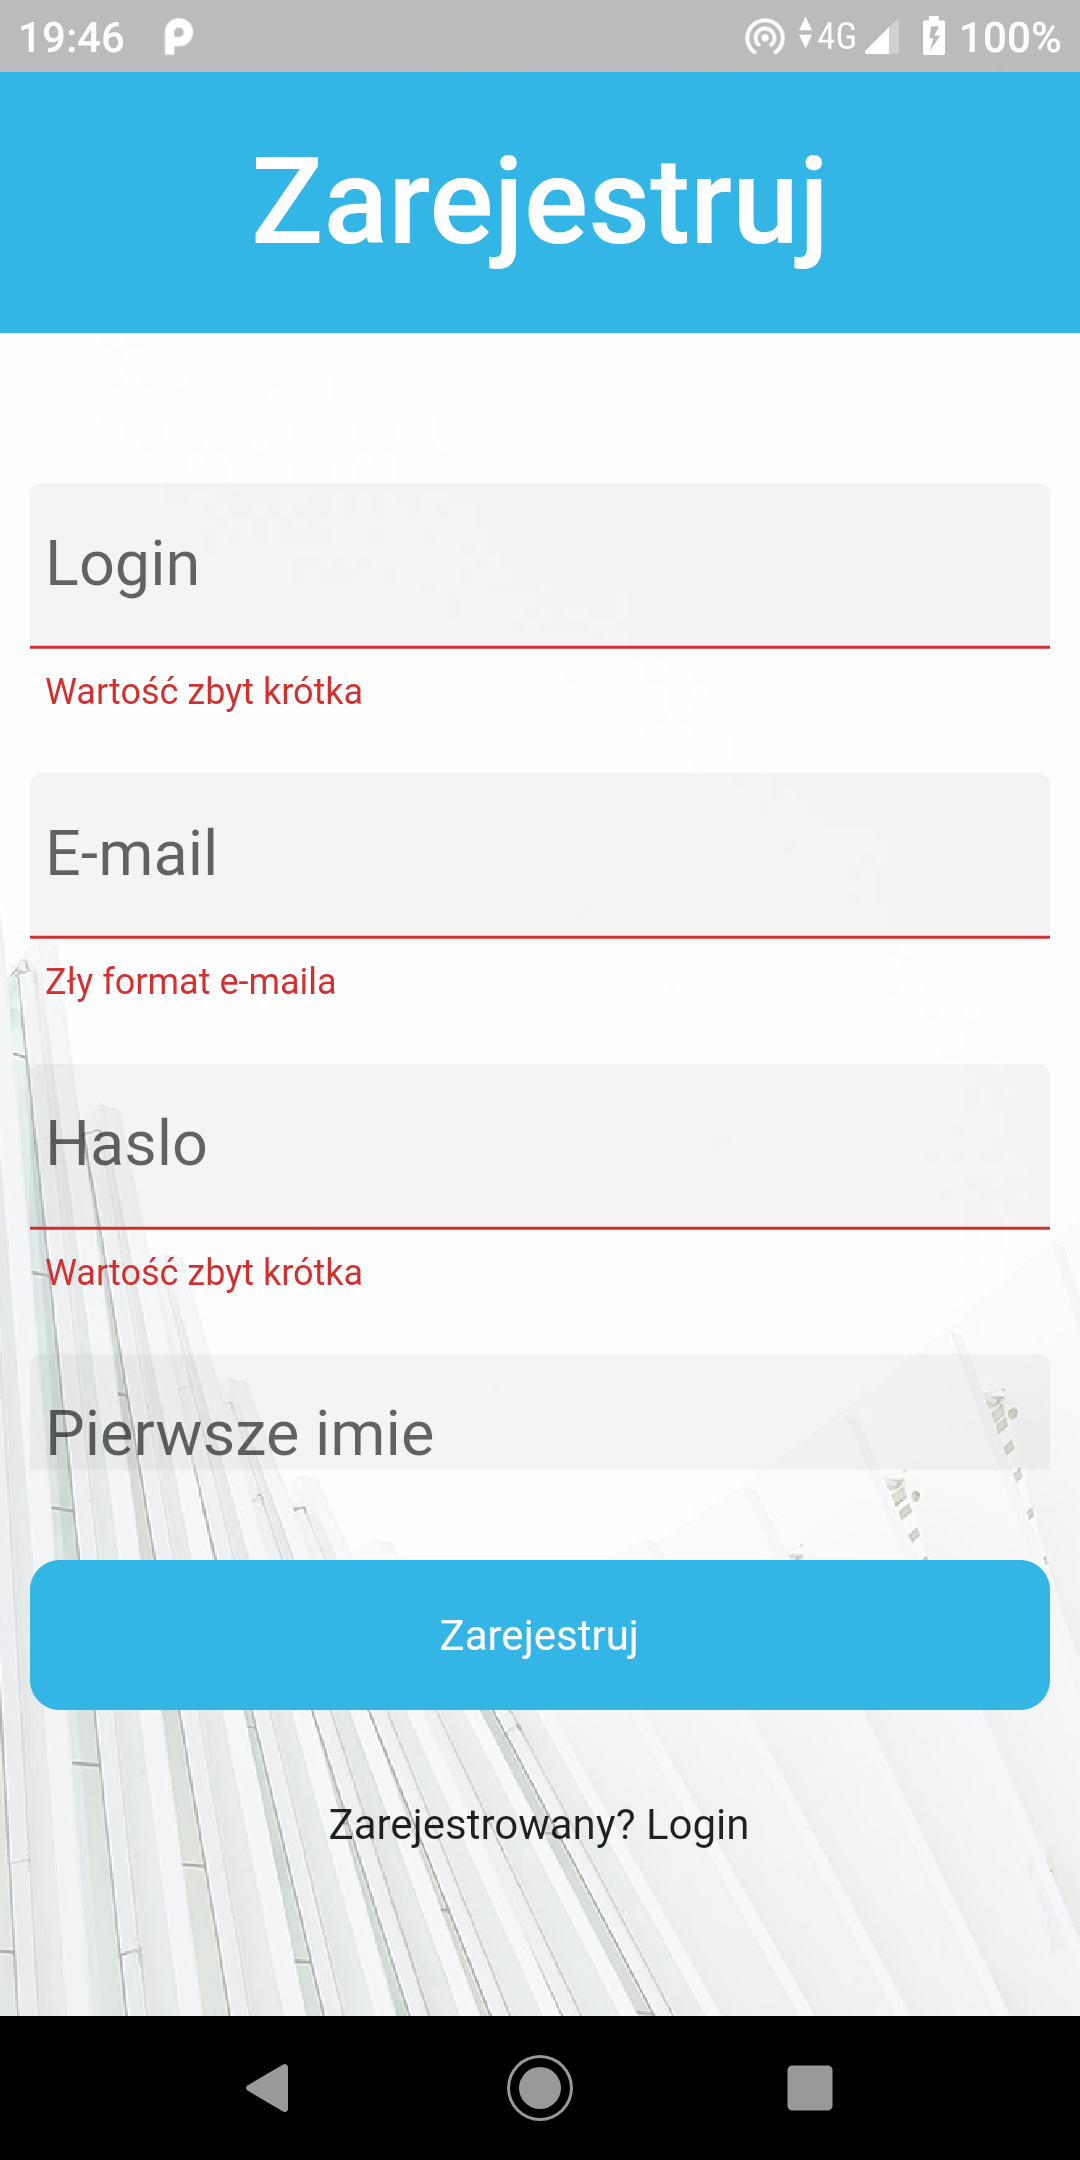 19:46 4G 100%
Zarejestruj
Login
Wartość zbyt krótka
E-mail
Zły format e-maila
Haslo
Wartość zbyt krótka
Pierwsze imie
Zarejestruj
Zarejestrowany? Login